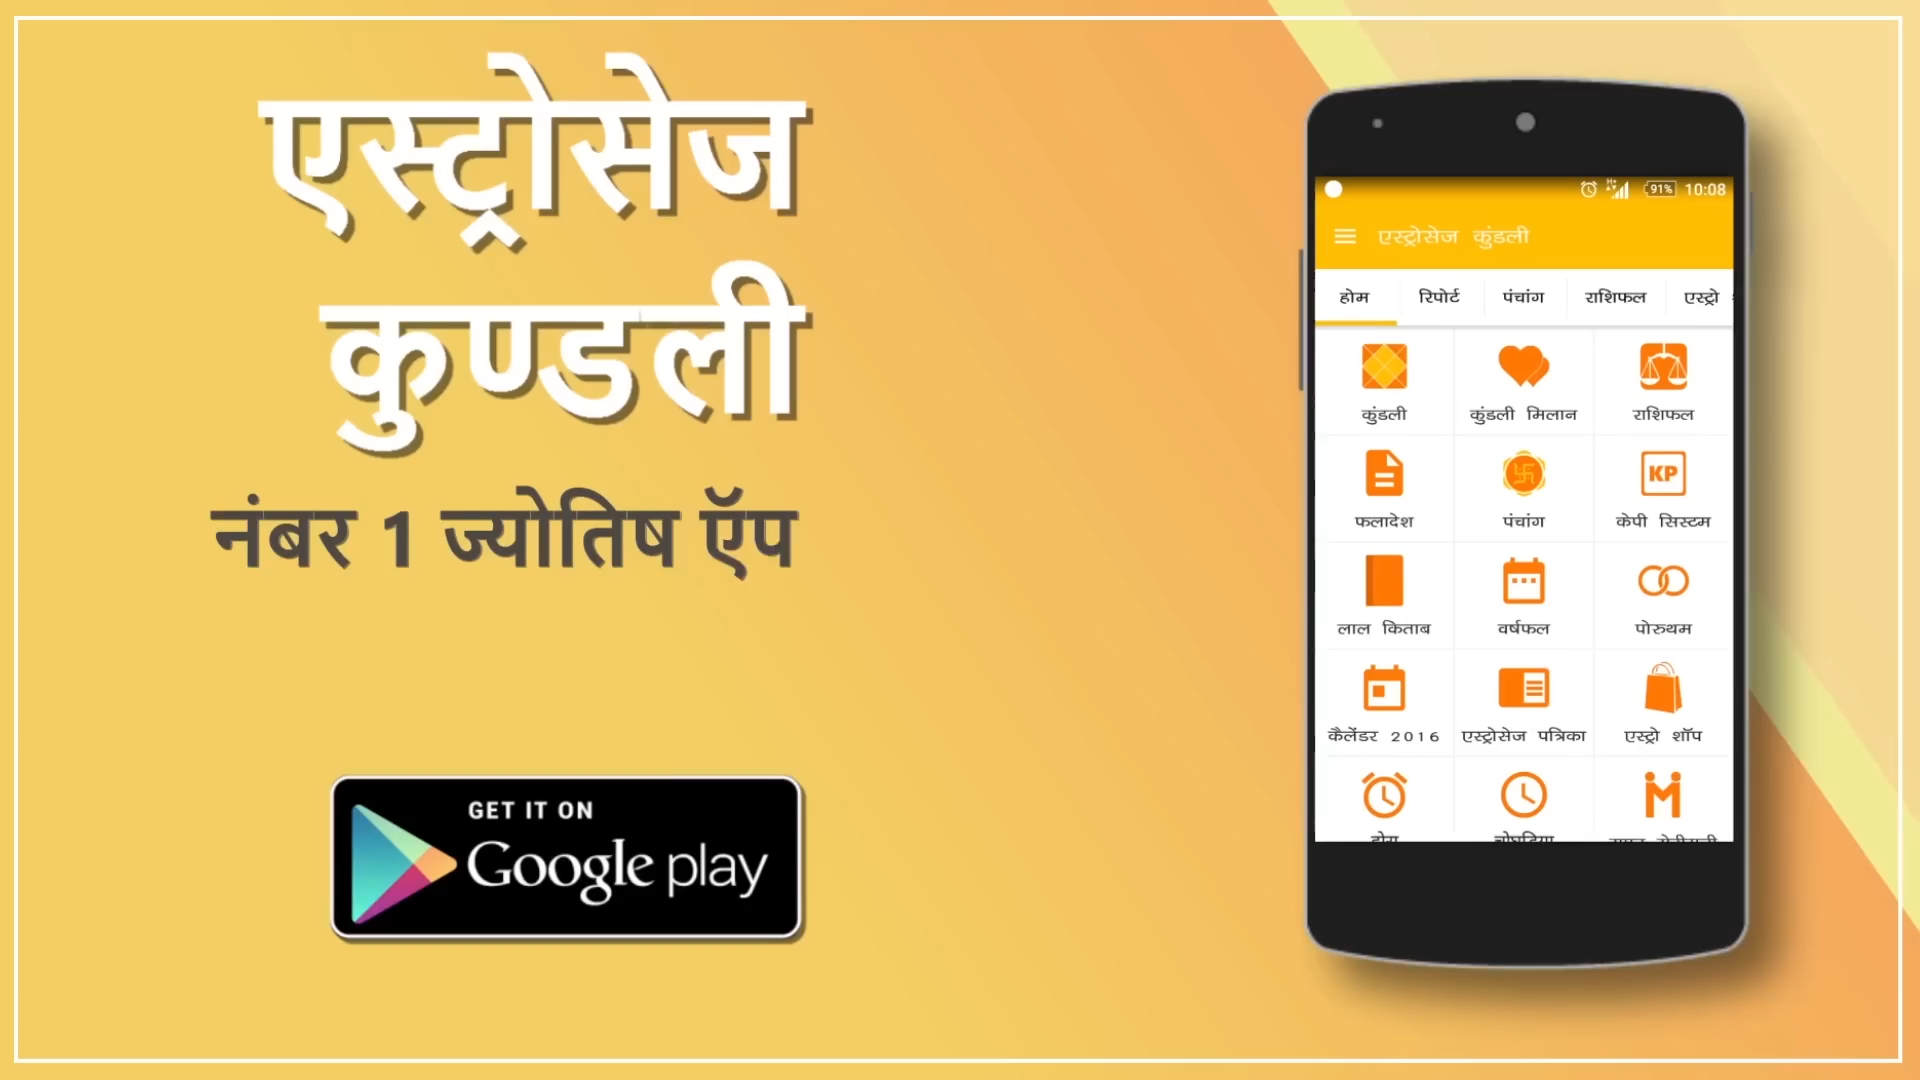 एस्ट्रोसेज
कुण्डली
नंबर 1 ज्योतिष ऍप
GET IT ON
Google play
91% 10:08
एस्ट्रोसेज कुंडली
होम रिपोर्ट पंचांग राशिफल एस्ट्रो
कुंडली कुंडली मिलान राशिफल
KP
फलादेश पंचांग केपी सिस्टम
लाल किताब वर्षफल पोरुथम
कैलेंडर 2016 एस्ट्रोसेज पत्रिका एस्ट्रो शॉप